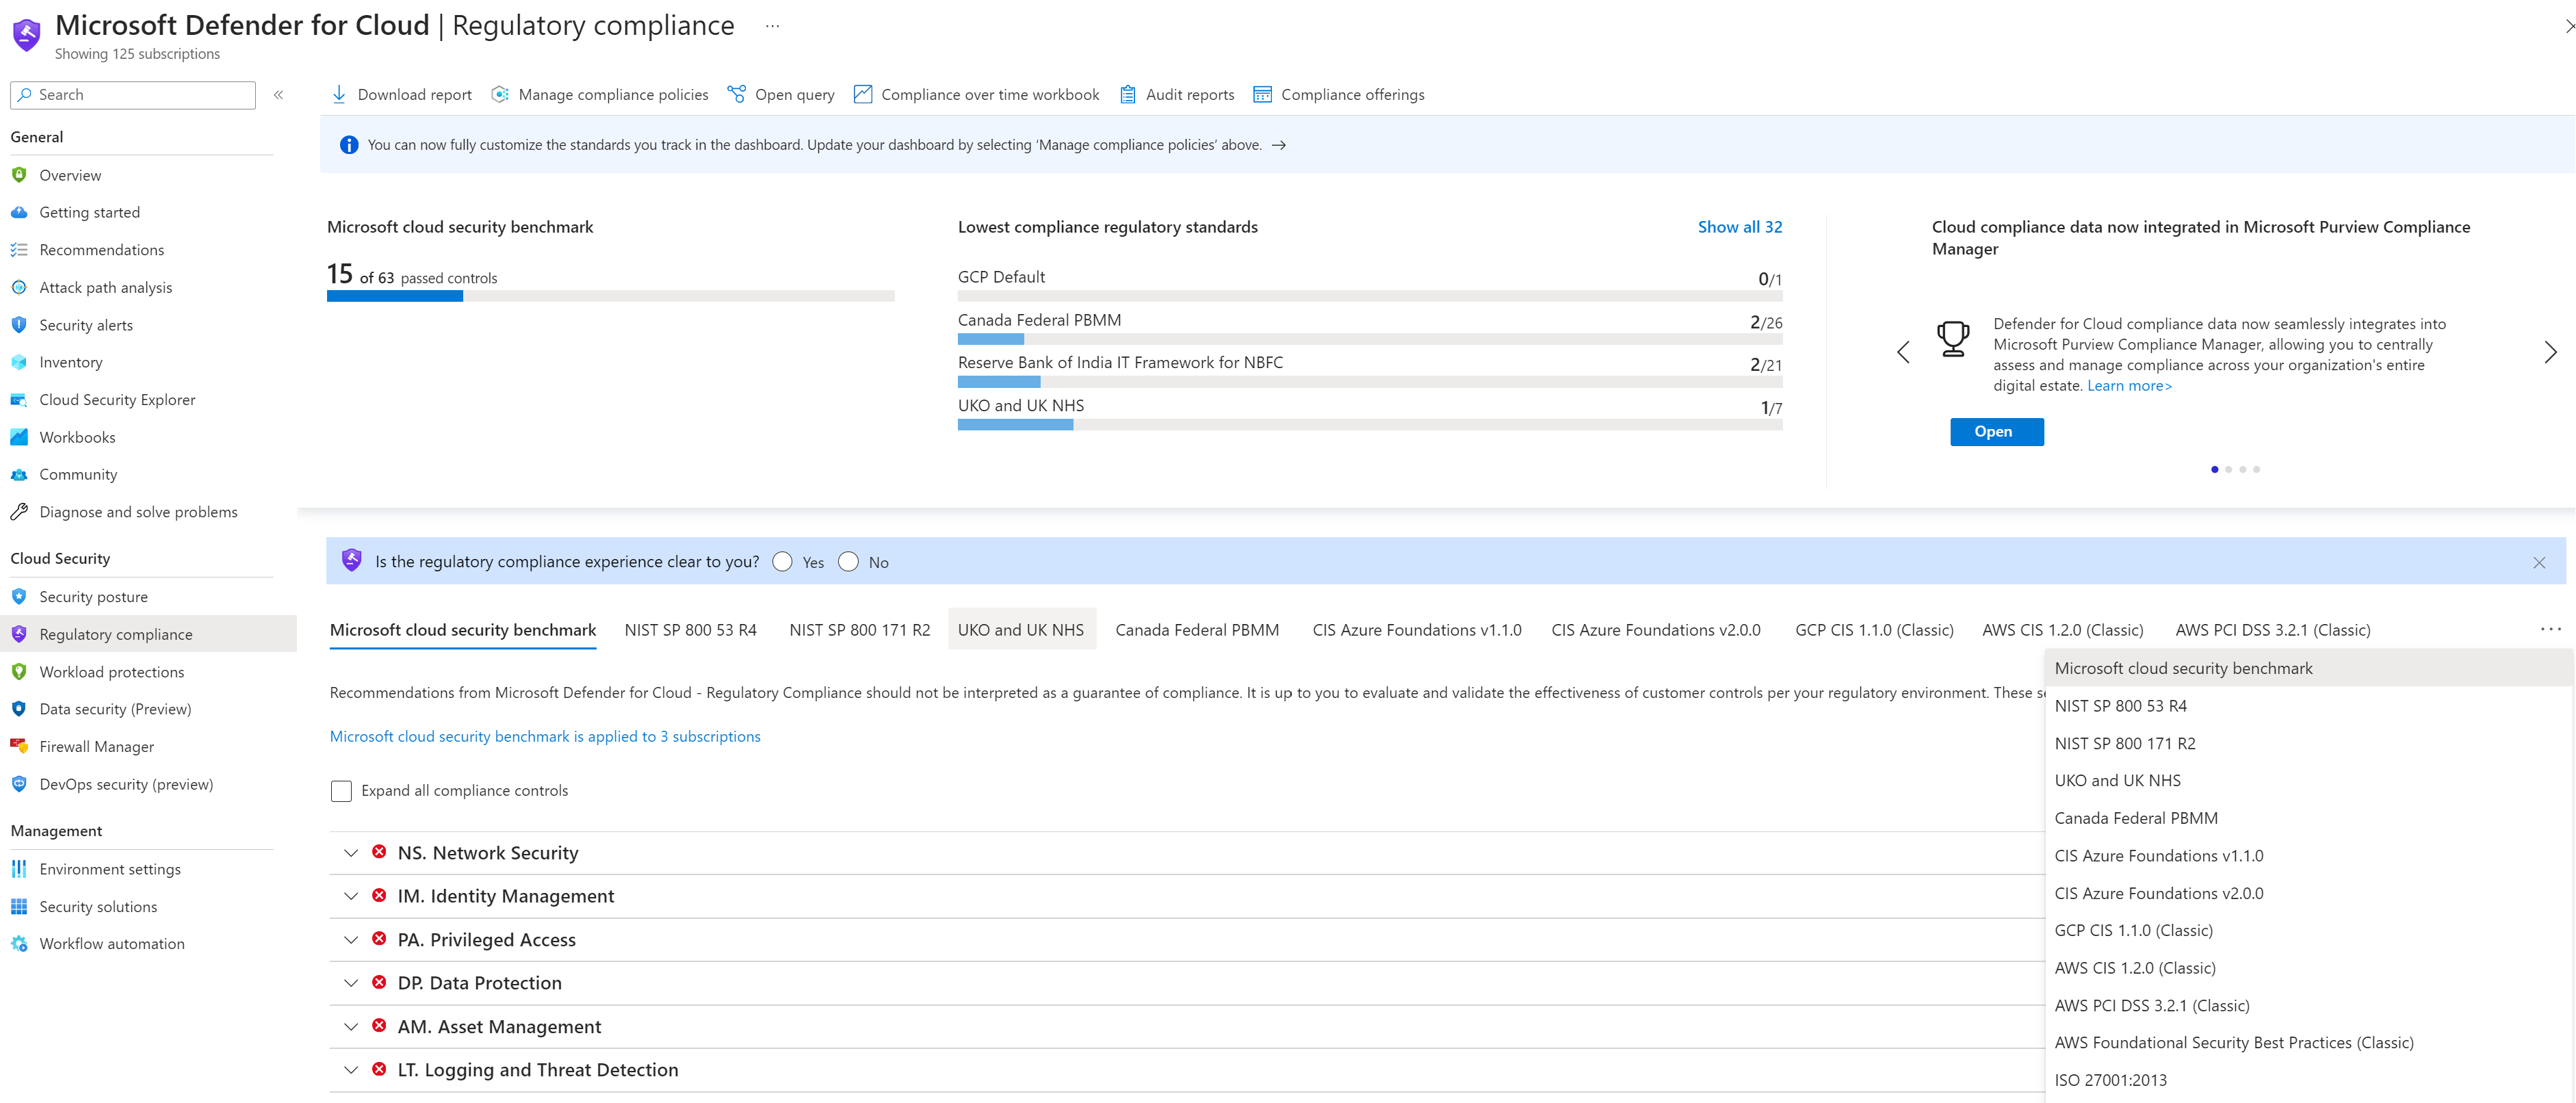 Microsoft Defender for Cloud | Regulatory compliance ...
Showing 125 subscriptions
Search
«
General
Overview
Getting started
Recommendations
Attack path analysis
Security alerts
Inventory
Cloud Security Explorer
Workbooks
Community
Diagnose and solve problems
Cloud Security
Security posture
Regulatory compliance
Workload protections
Data security (Preview)
Firewall Manager
DevOps security (preview)
Management
Environment settings
Security solutions
Workflow automation
Download report Manage compliance policies Open query Compliance over time workbook Audit reports Compliance offerings
You can now fully customize the standards you track in the dashboard. Update your dashboard by selecting ‘Manage compliance policies’ above. →
Microsoft cloud security benchmark
15 of 63 passed controls
Lowest compliance regulatory standards Show all 32
GCP Default 0/1
Canada Federal PBMM 2/26
Reserve Bank of India IT Framework for NBFC 2/21
UKO and UK NHS 1/7
Cloud compliance data now integrated in Microsoft Purview Compliance
Manager
Defender for Cloud compliance data now seamlessly integrates into
Microsoft Purview Compliance Manager, allowing you to centrally
assess and manage compliance across your organization's entire
digital estate. Learn more>
Open
Is the regulatory compliance experience clear to you? Yes No
Microsoft cloud security benchmark NIST SP 800 53 R4 NIST SP 800 171 R2 UKO and UK NHS Canada Federal PBMM CIS Azure Foundations v1.1.0 CIS Azure Foundations v2.0.0 GCP CIS 1.1.0 (Classic) AWS CIS 1.2.0 (Classic) AWS PCI DSS 3.2.1 (Classic) ...
Recommendations from Microsoft Defender for Cloud - Regulatory Compliance should not be interpreted as a guarantee of compliance. It is up to you to evaluate and validate the effectiveness of customer controls per your regulatory environment. These se
Microsoft cloud security benchmark is applied to 3 subscriptions
Expand all compliance controls
NS. Network Security
IM. Identity Management
PA. Privileged Access
DP. Data Protection
AM. Asset Management
LT. Logging and Threat Detection
Microsoft cloud security benchmark
NIST SP 800 53 R4
NIST SP 800 171 R2
UKO and UK NHS
Canada Federal PBMM
CIS Azure Foundations v1.1.0
CIS Azure Foundations v2.0.0
GCP CIS 1.1.0 (Classic)
AWS CIS 1.2.0 (Classic)
AWS PCI DSS 3.2.1 (Classic)
AWS Foundational Security Best Practices (Classic)
ISO 27001:2013